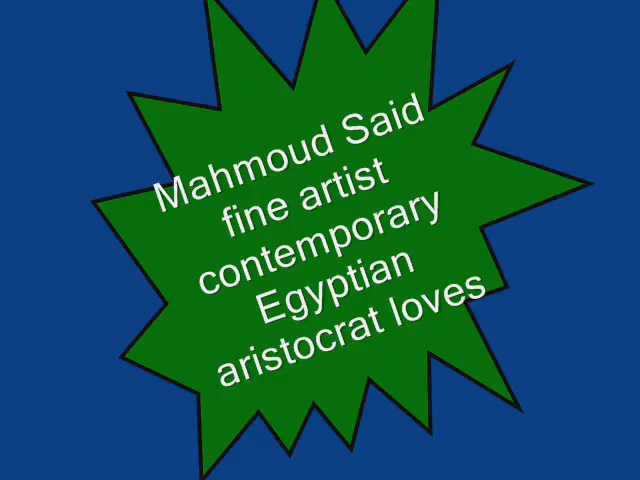 Mahmoud Said
fine artist
contemporary
Egyptian
aristocrat loves